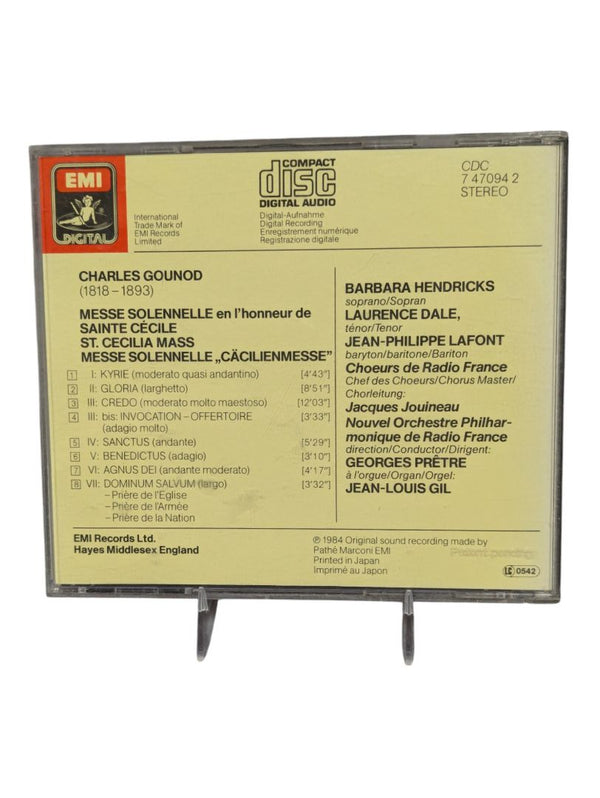 EMI
DIGITAL
International
Trade Mark of
EMI Records
Limited
COMPACT
disc
DIGITAL AUDIO
Digital-Aufnahme
Digital Recording
Enregistrement numérique
Registrazione digitale
CDC
7 47094 2
STEREO
CHARLES GOUNOD
(1818–1893)
MESSE SOLENNELLE en l'honneur de
SAINTE CÉCILE
ST. CECILIA MASS
MESSE SOLENNELLE „CÄCILIENMESSE"
1 I: KYRIE (moderato quasi andantino) [4'43"]
2 II: GLORIA (larghetto) [8'51"]
3 III: CREDO (moderato molto maestoso) [12'03"]
4 III: bis: INVOCATION – OFFERTOIRE [3'33"]
(adagio molto)
5 IV: SANCTUS (andante) [5'29"]
6 V: BENEDICTUS (adagio) [3'10"]
7 VI: AGNUS DEI (andante moderato) [4'17"]
8 VII: DOMINUM SALVUM (largo) [3'32"]
– Prière de l'Eglise
– Prière de l'Armée
– Prière de la Nation
BARBARA HENDRICKS
soprano/Sopran
LAURENCE DALE,
ténor/Tenor
JEAN-PHILIPPE LAFONT
baryton/baritone/Bariton
Choeurs de Radio France
Chef des Choeurs/Chorus Master/
Chorleitung:
Jacques Jouineau
Nouvel Orchestre Philhar-
monique de Radio France
direction/Conductor/Dirigent:
GEORGES PRÊTRE
à l'orgue/Organ/Orgel:
JEAN-LOUIS GIL
EMI Records Ltd.
Hayes Middlesex England
℗ 1984 Original sound recording made by
Pathé Marconi EMI
Printed in Japan
Imprimé au Japon
Patent pending
LC 0542